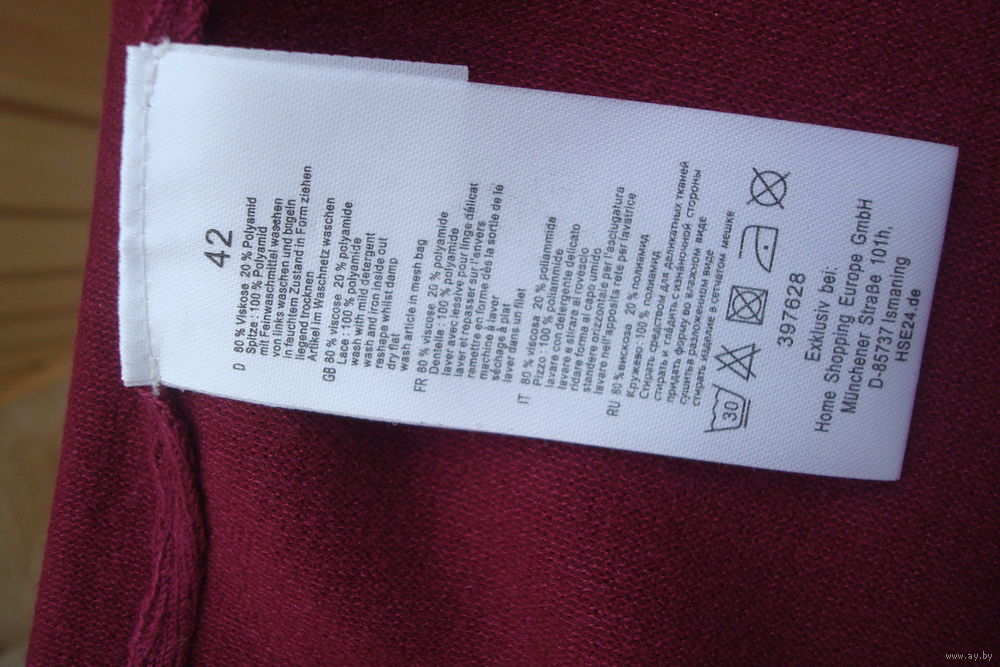 42
D 80 % Viskose 20 % Polyamid
Spitze : 100 % Polyamid
mit Feinwaschmittel waschen
von links waschen und bügeln
in feuchtem Zustand in Form ziehen
liegend trocknen
Artikel im Waschnetz waschen
GB 80 % viscose 20 % polyamide
Lace : 100 % polyamide
wash with mild detergent
wash and iron inside out
reshape whilst damp
dry flat
wash article in mesh bag
FR 80 % viscose 20 % polyamide
Dentelle : 100 % polyamide
laver avec lessive pour linge délicat
laver et repasser sur l'envers
remettre en forme dès la sortie de le
machine à laver
séchage à plat
laver dans un filet
IT 80 % viscosa 20 % poliammide
Pizzo : 100 % poliammide
lavare con detergente delicato
lavare e stirare al rovescio
ridare forma al capo umido
standere orizzontale per l'asciugatura
lavare nell'apposita rete per lavatrice
RU 80 % вискоза 20 % полиамид
Кружево : 100 % полиамид
Стирать средством для деликатных тканей
стирать и гладить с изнаночной стороны
придать форму во влажном виде
сушить в разложенном виде
стирать изделие в сетчатом мешке
30
397628
Exklusiv bei:
Home Shopping Europe GmbH
Münchener Straße 101h.
D-85737 Ismaning
HSE24.de
www.ay.by